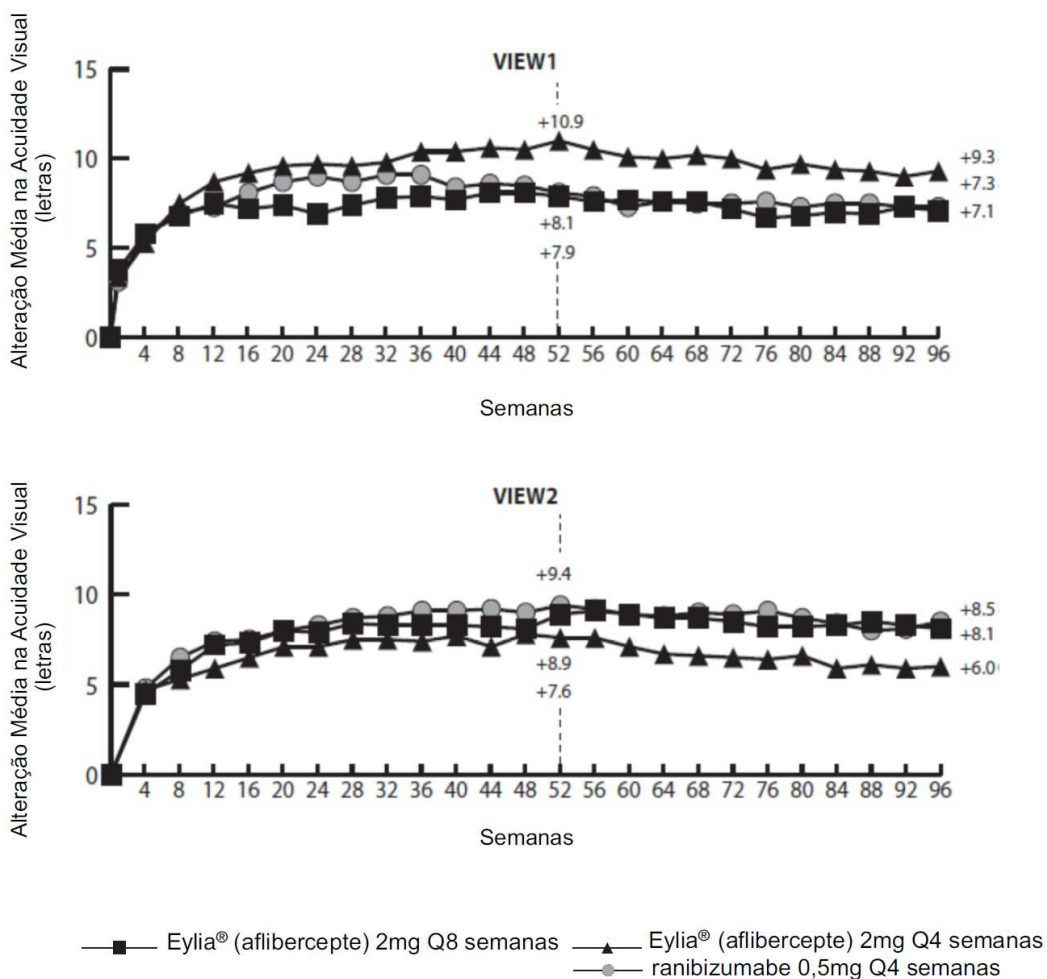 Alteração Média na Acuidade Visual
(letras)
VIEW1
15
10
5
0
+10.9
+8.1
+7.9
+9.3
+7.3
+7.1
4 8 12 16 20 24 28 32 36 40 44 48 52 56 60 64 68 72 76 80 84 88 92 96
Semanas
Alteração Média na Acuidade Visual
(letras)
VIEW2
15
10
5
0
+9.4
+8.9
+7.6
+8.5
+8.1
+6.0
4 8 12 16 20 24 28 32 36 40 44 48 52 56 60 64 68 72 76 80 84 88 92 96
Semanas
Eylia® (aflibercepte) 2mg Q8 semanas
Eylia® (aflibercepte) 2mg Q4 semanas
ranibizumabe 0,5mg Q4 semanas